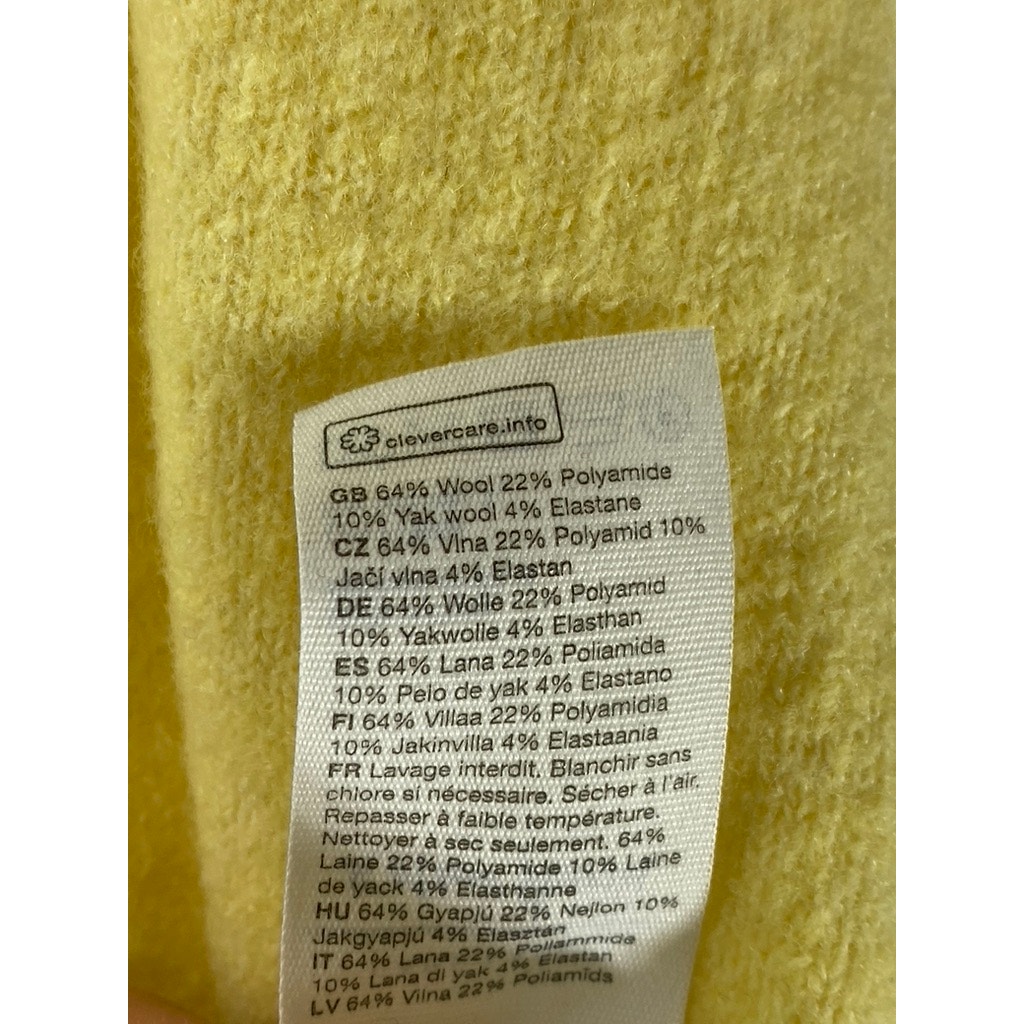 clevercare.info
GB 64% Wool 22% Polyamide
10% Yak wool 4% Elastane
CZ 64% Vlna 22% Polyamid 10%
Jačí vlna 4% Elastan
DE 64% Wolle 22% Polyamid
10% Yakwolle 4% Elasthan
ES 64% Lana 22% Poliamida
10% Pelo de yak 4% Elastano
FI 64% Villaa 22% Polyamidia
10% Jakinvilla 4% Elastaania
FR Lavage interdit. Blanchir sans
chlore si nécessaire. Sécher à l'air.
Repasser à faible température.
Nettoyer à sec seulement. 64%
Laine 22% Polyamide 10% Laine
de yack 4% Elasthanne
HU 64% Gyapjú 22% Nejlon 10%
Jakgyapjú 4% Elasztán
IT 64% Lana 22% Poliammide
10% Lana di yak 4% Elastan
LV 64% Vilna 22% Poliamīds